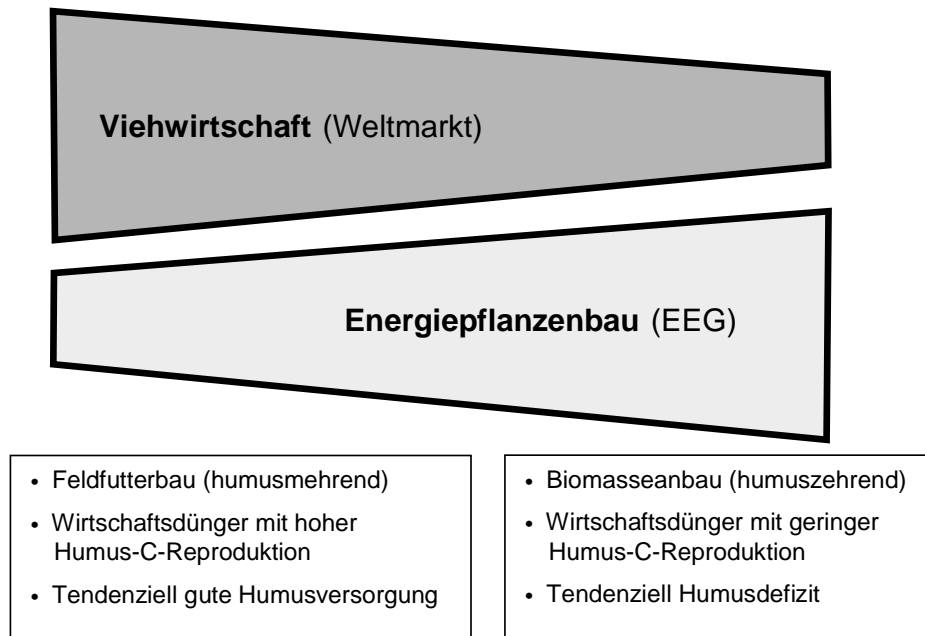 Viehwirtschaft (Weltmarkt)
Energiepflanzenbau (EEG)
• Feldfutterbau (humusmehrend)
• Wirtschaftsdünger mit hoher
Humus-C-Reproduktion
• Tendenziell gute Humusversorgung
• Biomasseanbau (humuszehrend)
• Wirtschaftsdünger mit geringer
Humus-C-Reproduktion
• Tendenziell Humusdefizit